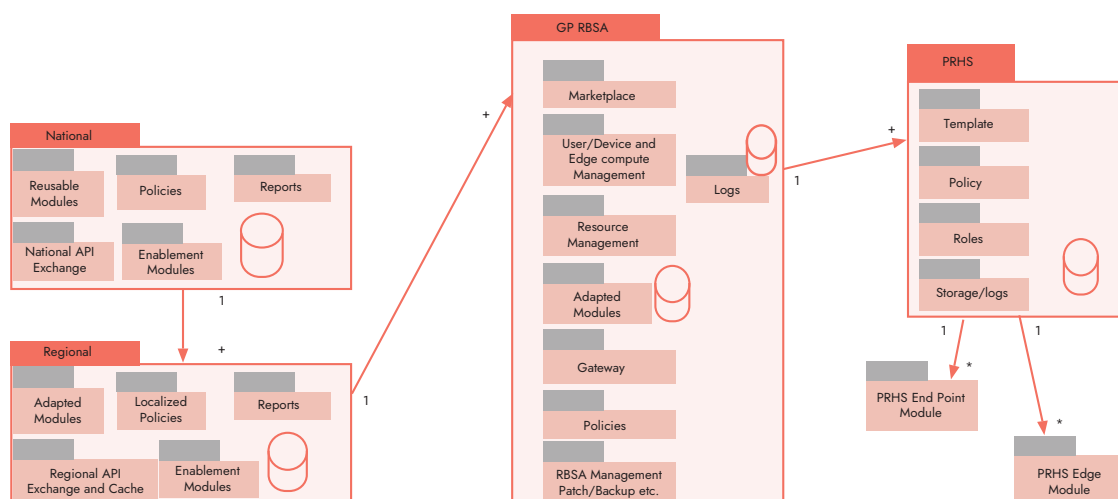 National
Reusable
Modules
Policies
Reports
National API
Exchange
Enablement
Modules
1
+
Regional
Adapted
Modules
Localized
Policies
Reports
Regional API
Exchange and Cache
Enablement
Modules
1
+
GP RBSA
Marketplace
User/Device and
Edge compute
Management
Logs
Resource
Management
Adapted
Modules
Gateway
Policies
RBSA Management
Patch/Backup etc.
1
+
PRHS
Template
Policy
Roles
Storage/logs
1
1
*
*
PRHS End Point
Module
PRHS Edge
Module